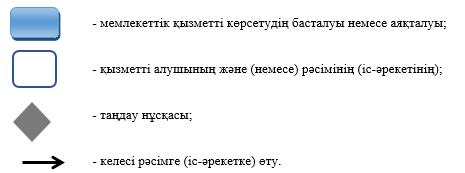 - мемлекеттік қызметті көрсетудің басталуы немесе аяқталуы;
- қызметті алушының және (немесе) рәсімінің (іс-әрекетінің);
- таңдау нұсқасы;
- келесі рәсімге (іс-әрекетке) өту.